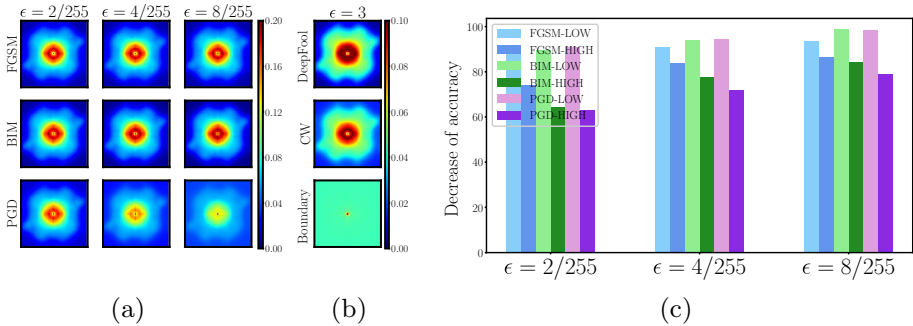 ϵ = 2/255 ϵ = 4/255 ϵ = 8/255
FGSM
BIM
PGD
0.20
0.16
0.12
0.08
0.04
0.00
(a)
ϵ = 3
DeepFool
CW
Boundary
0.10
0.08
0.06
0.04
0.02
0.00
(b)
Decrease of accuracy
100
80
60
40
20
0
FGSM-LOW
FGSM-HIGH
BIM-LOW
BIM-HIGH
PGD-LOW
PGD-HIGH
ϵ = 2/255 ϵ = 4/255 ϵ = 8/255
(c)